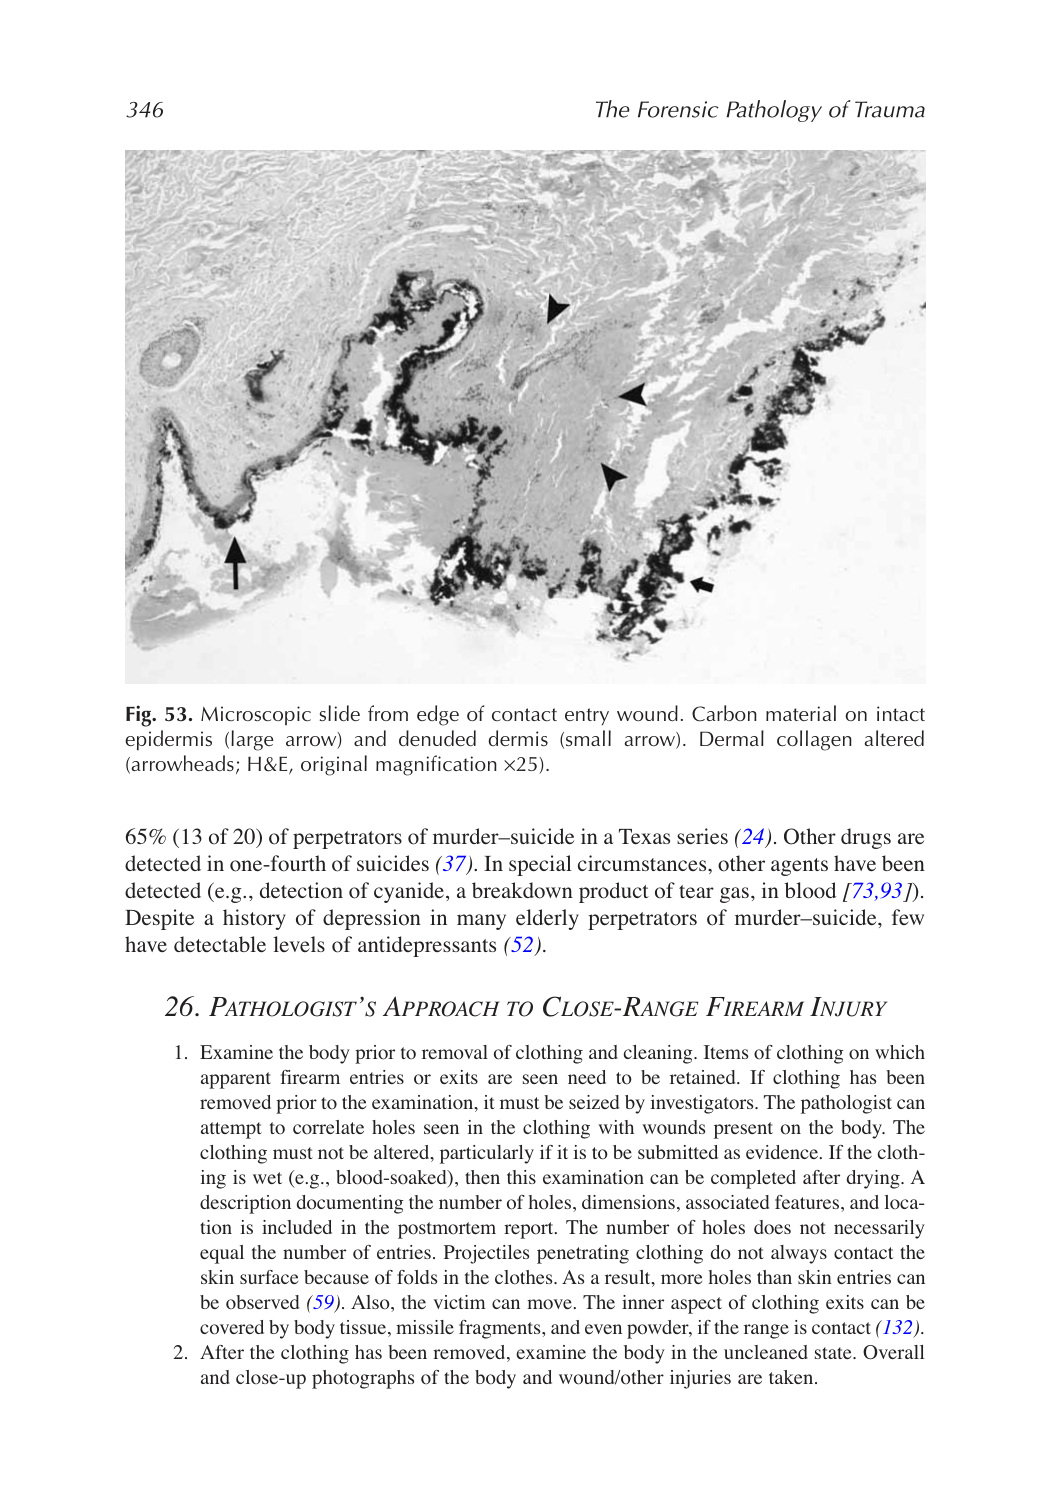 346
The Forensic Pathology of Trauma
Fig. 53. Microscopic slide from edge of contact entry wound. Carbon material on intact
epidermis (large arrow) and denuded dermis (small arrow). Dermal collagen altered
(arrowheads; H&E, original magnification ×25).
65% (13 of 20) of perpetrators of murder–suicide in a Texas series (24). Other drugs are
detected in one-fourth of suicides (37). In special circumstances, other agents have been
detected (e.g., detection of cyanide, a breakdown product of tear gas, in blood [73,93]).
Despite a history of depression in many elderly perpetrators of murder–suicide, few
have detectable levels of antidepressants (52).
26. PATHOLOGIST’S APPROACH TO CLOSE-RANGE FIREARM INJURY
1. Examine the body prior to removal of clothing and cleaning. Items of clothing on which
apparent firearm entries or exits are seen need to be retained. If clothing has been
removed prior to the examination, it must be seized by investigators. The pathologist can
attempt to correlate holes seen in the clothing with wounds present on the body. The
clothing must not be altered, particularly if it is to be submitted as evidence. If the cloth-
ing is wet (e.g., blood-soaked), then this examination can be completed after drying. A
description documenting the number of holes, dimensions, associated features, and loca-
tion is included in the postmortem report. The number of holes does not necessarily
equal the number of entries. Projectiles penetrating clothing do not always contact the
skin surface because of folds in the clothes. As a result, more holes than skin entries can
be observed (59). Also, the victim can move. The inner aspect of clothing exits can be
covered by body tissue, missile fragments, and even powder, if the range is contact (132).
2. After the clothing has been removed, examine the body in the uncleaned state. Overall
and close-up photographs of the body and wound/other injuries are taken.